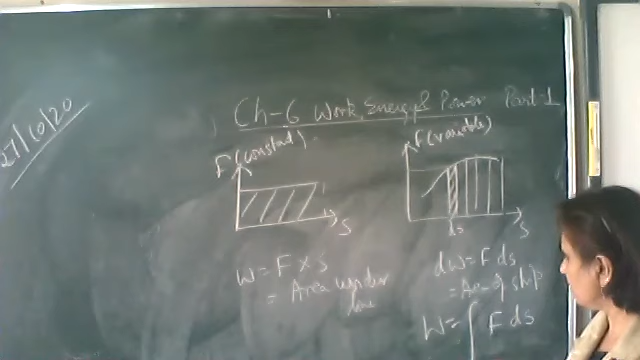 27/10/20
Ch-6 Work, Energy & Power Part-1
F(constant)
S
W = F × S
= Area under
F(variable)
ds
S
dW = F ds
= Area of strip
W = ∫ F ds